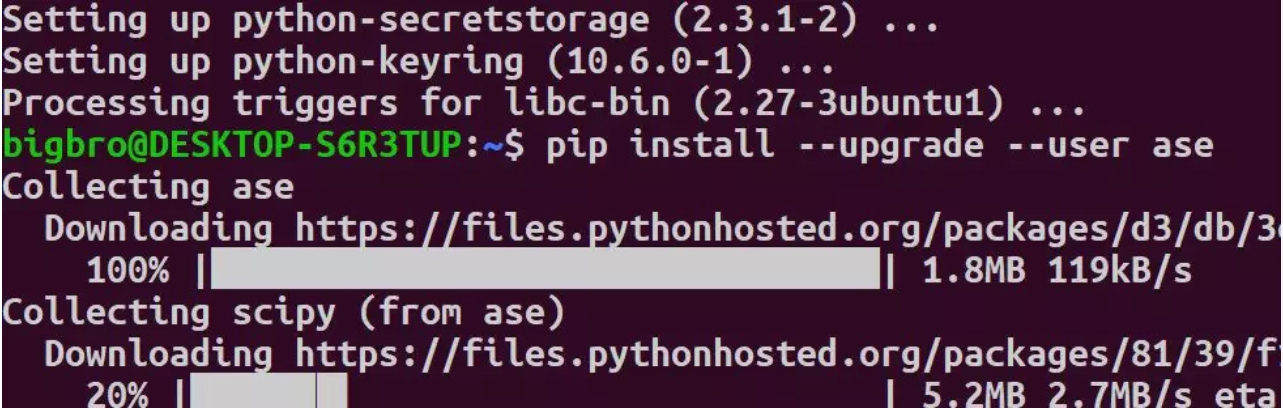 Setting up python-secretstorage (2.3.1-2) ...
Setting up python-keyring (10.6.0-1) ...
Processing triggers for libc-bin (2.27-3ubuntu1) ...
bigbro@DESKTOP-S6R3TUP:~$ pip install --upgrade --user ase
Collecting ase
Downloading https://files.pythonhosted.org/packages/d3/db/3
100% |████████████████████████████████| 1.8MB 119kB/s
Collecting scipy (from ase)
Downloading https://files.pythonhosted.org/packages/81/39/f
20% |██████▌ | 5.2MB 2.7MB/s eta